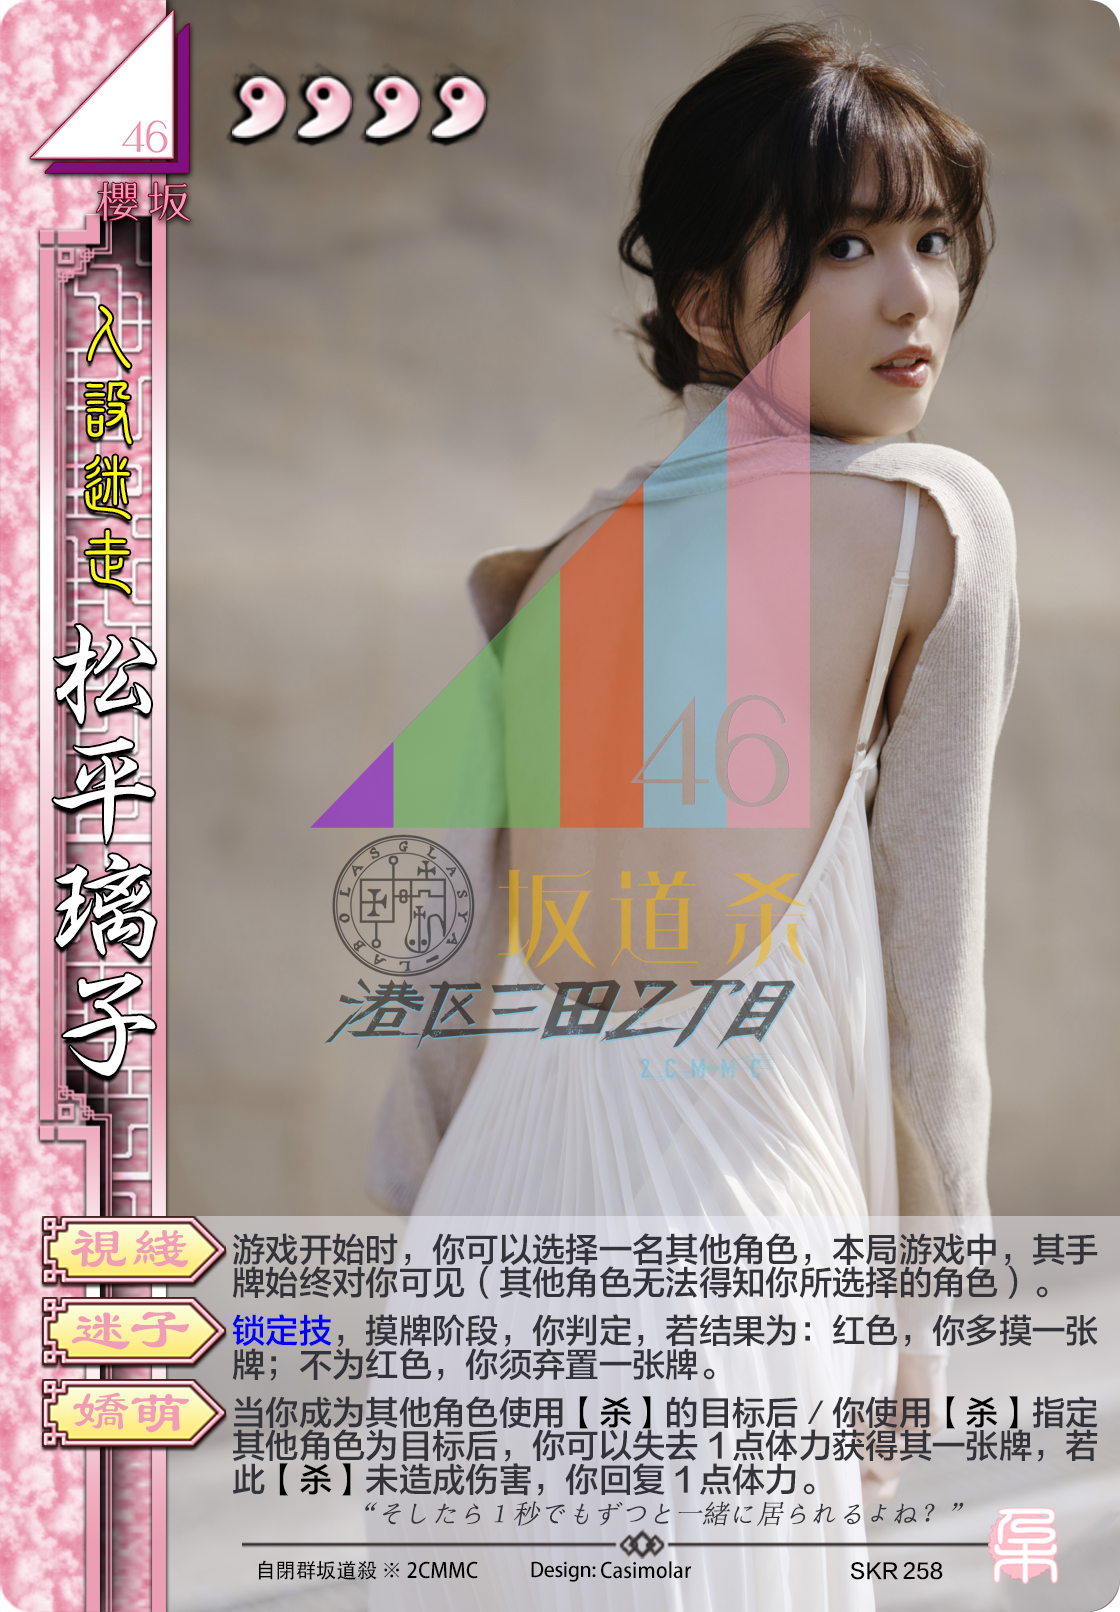 46
櫻坂
人設迷走
松平璃子
46
GLASYALABOLAS
坂道杀
港区三田2丁目
2CMMC
視綫
游戏开始时，你可以选择一名其他角色，本局游戏中，其手
牌始终对你可见（其他角色无法得知你所选择的角色）。
迷子
锁定技，摸牌阶段，你判定，若结果为：红色，你多摸一张
牌；不为红色，你须弃置一张牌。
嬌萌
当你成为其他角色使用【杀】的目标后／你使用【杀】指定
其他角色为目标后，你可以失去1点体力获得其一张牌，若
此【杀】未造成伤害，你回复1点体力。
“そしたら１秒でもずつと一緒に居られるよね？”
自閉群坂道殺 ※ 2CMMC
Design: Casimolar
SKR 258